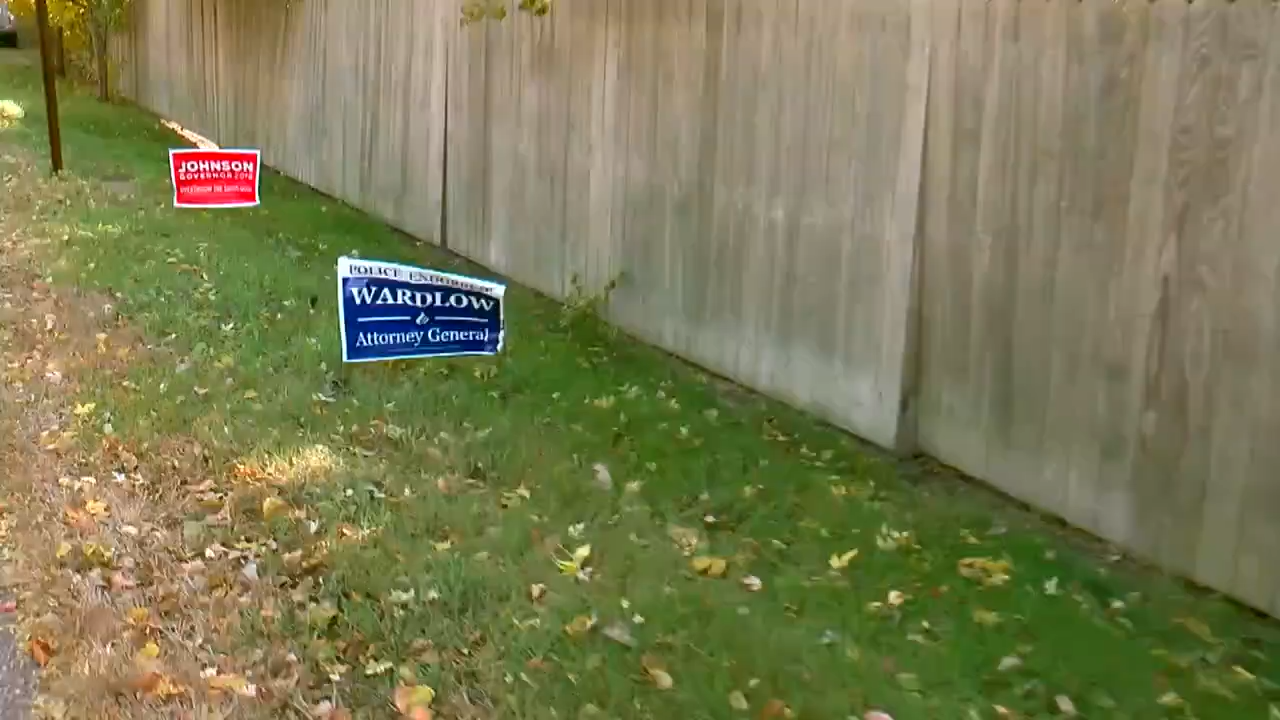 JOHNSON
GOVERNOR 2018
POLICE ENDORSED
WARDLOW
Attorney General